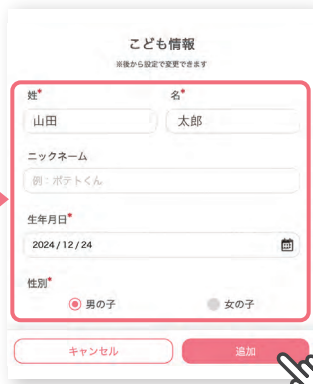 こども情報
※後から設定で変更できます
姓* 名*
山田 太郎
ニックネーム
例：ポテトくん
生年月日*
2024/12/24
性別*
男の子 女の子
キャンセル 追加